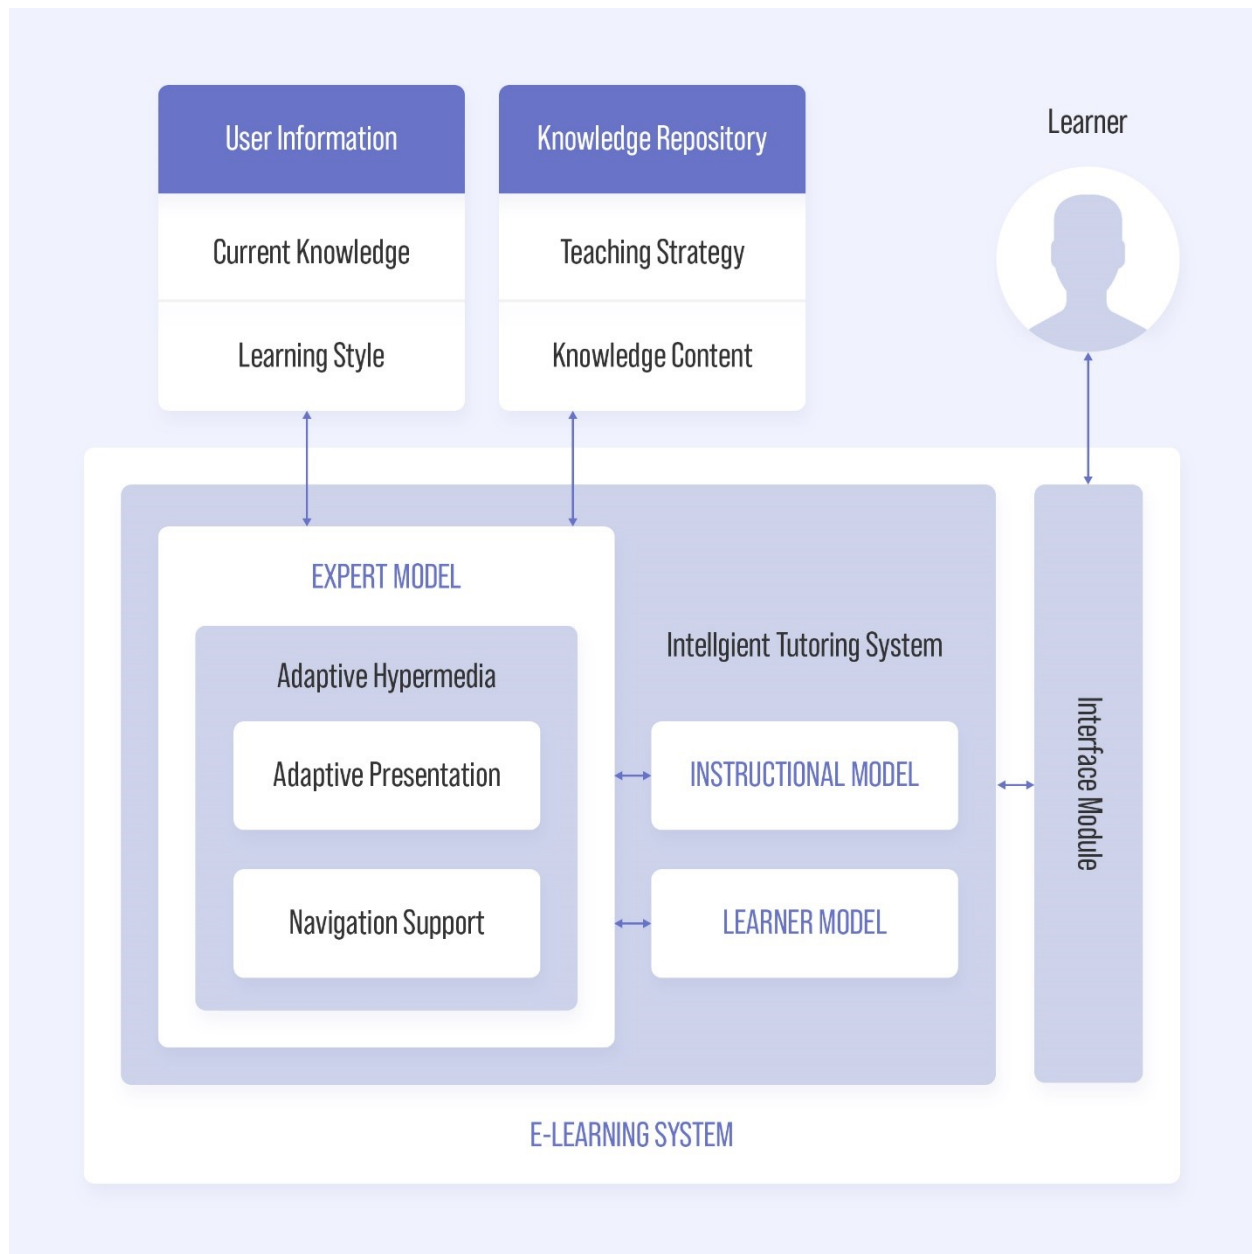 User Information
Current Knowledge
Learning Style
Knowledge Repository
Teaching Strategy
Knowledge Content
Learner
EXPERT MODEL
Adaptive Hypermedia
Adaptive Presentation
Navigation Support
Intellgient Tutoring System
INSTRUCTIONAL MODEL
LEARNER MODEL
Interface Module
E-LEARNING SYSTEM